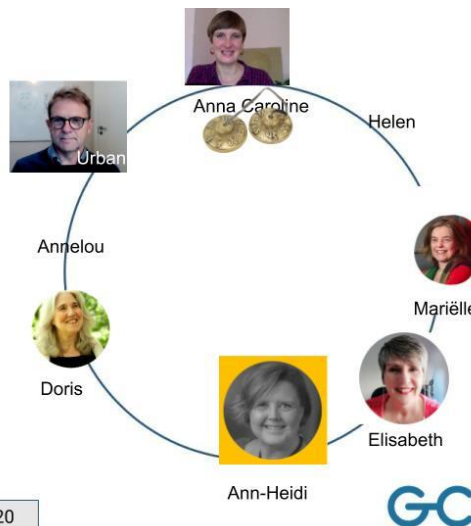 Anna Caroline
Helen
Urban
Annelou
Mariëlle
Doris
Elisabeth
Ann-Heidi
20
GC